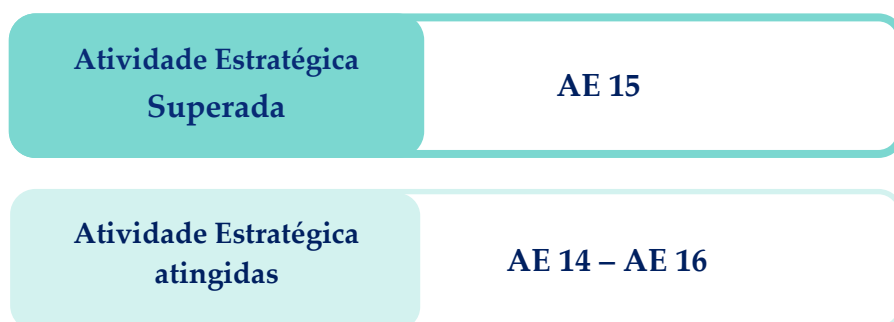 Atividade Estratégica
Superada
AE 15
Atividade Estratégica
atingidas
AE 14 – AE 16